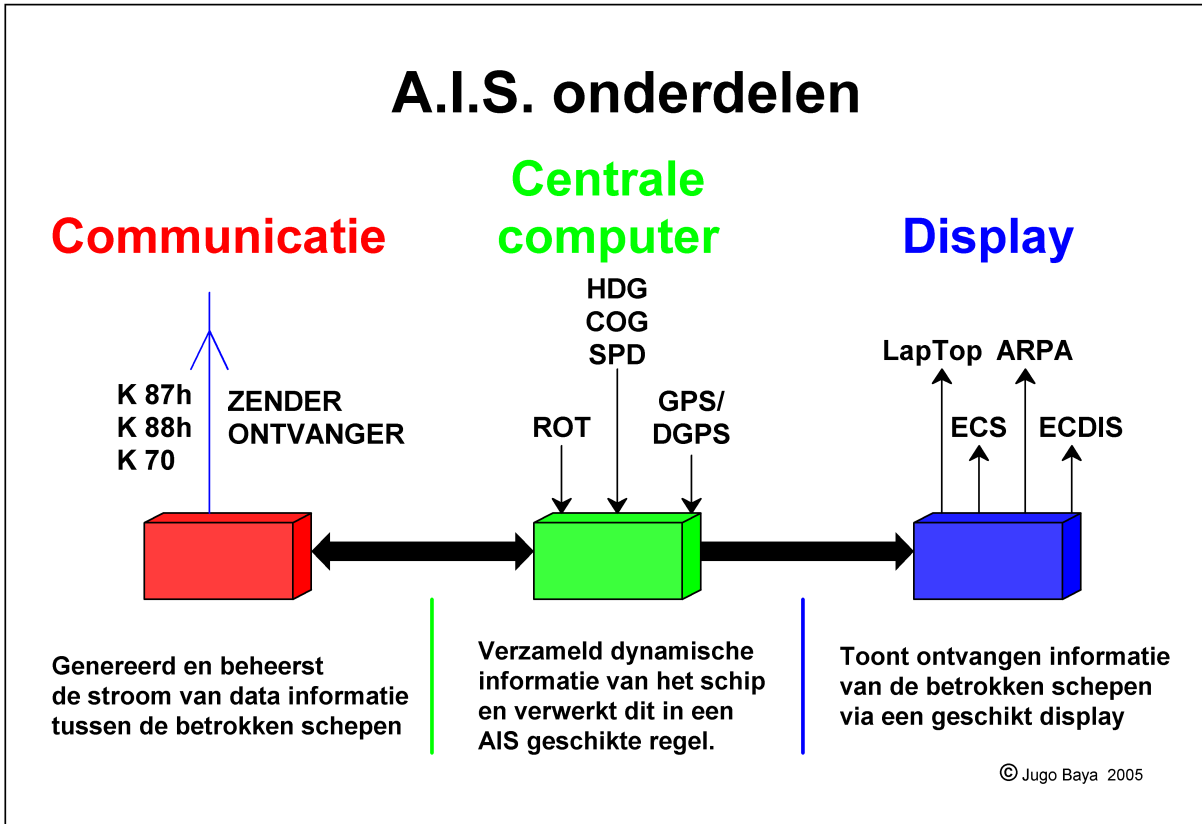 A.I.S. onderdelen
Communicatie
Centrale
computer
Display
K 87h
K 88h
K 70
ZENDER
ONTVANGER
HDG
COG
SPD
ROT
GPS/
DGPS
LapTop
ARPA
ECS
ECDIS
Genereerd en beheerst
de stroom van data informatie
tussen de betrokken schepen
Verzameld dynamische
informatie van het schip
en verwerkt dit in een
AIS geschikte regel.
Toont ontvangen informatie
van de betrokken schepen
via een geschikt display
© Jugo Baya 2005